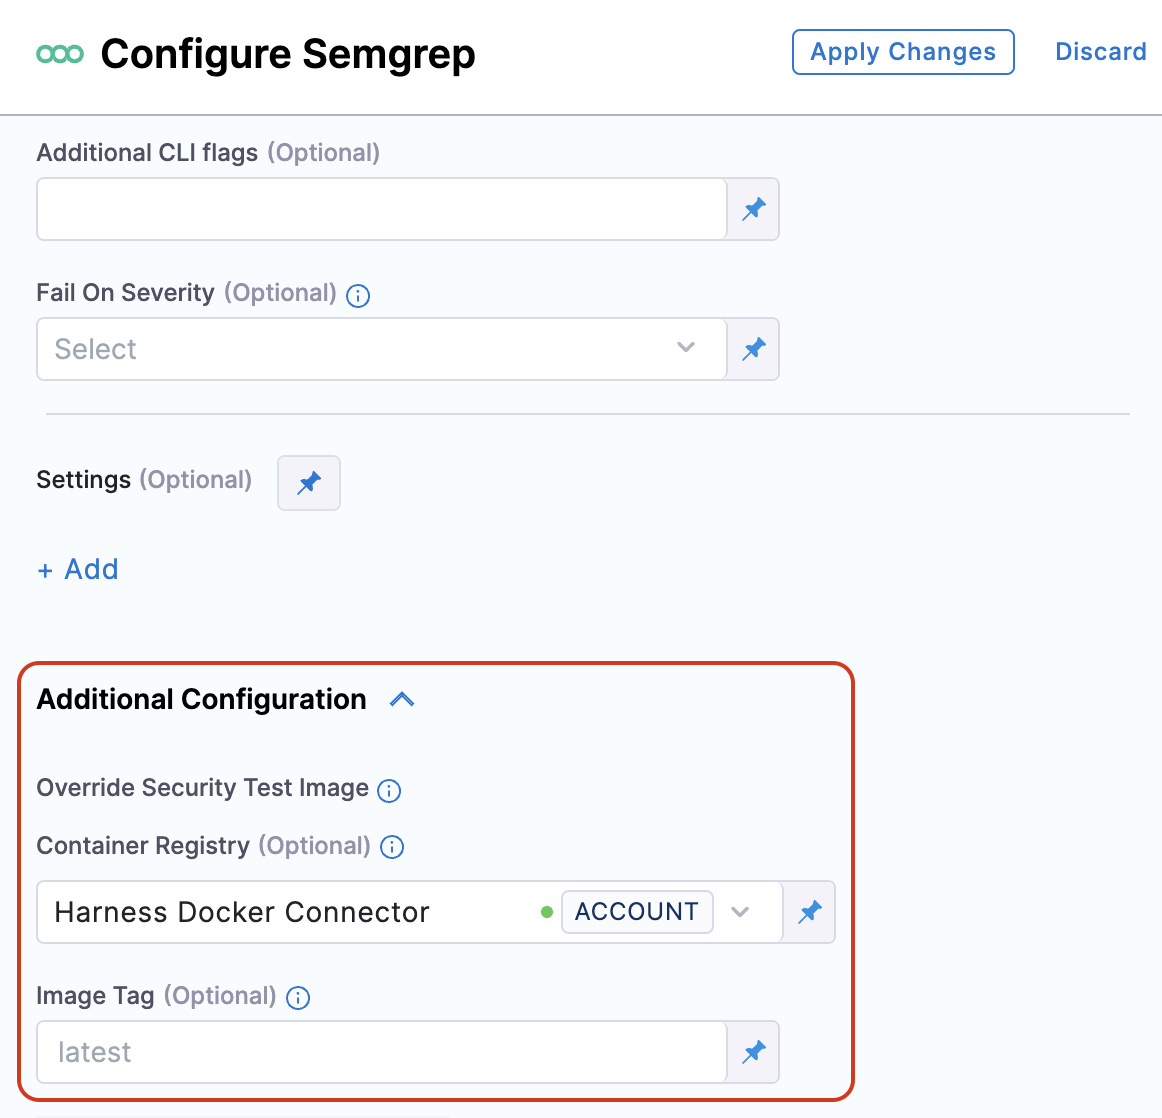 Configure Semgrep
Apply Changes
Discard
Additional CLI flags (Optional)
Fail On Severity (Optional)
Select
Settings (Optional)
+ Add
Additional Configuration
Override Security Test Image
Container Registry (Optional)
Harness Docker Connector
ACCOUNT
Image Tag (Optional)
latest